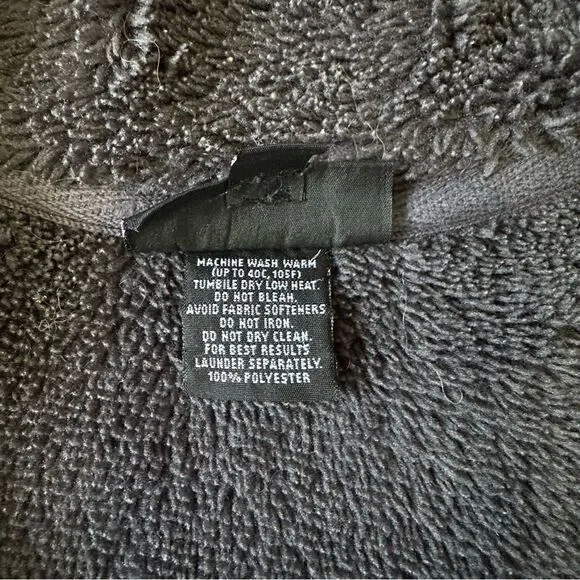 MACHINE WASH WARM
(UP TO 40C, 105F)
TUMBILE DRY LOW HEAT.
DO NOT BLEAH.
AVOID FABRIC SOFTENERS
DO NOT IRON.
DO NOT DRY CLEAN.
FOR BEST RESULTS
LAUNDER SEPARATELY.
100% POLYESTER